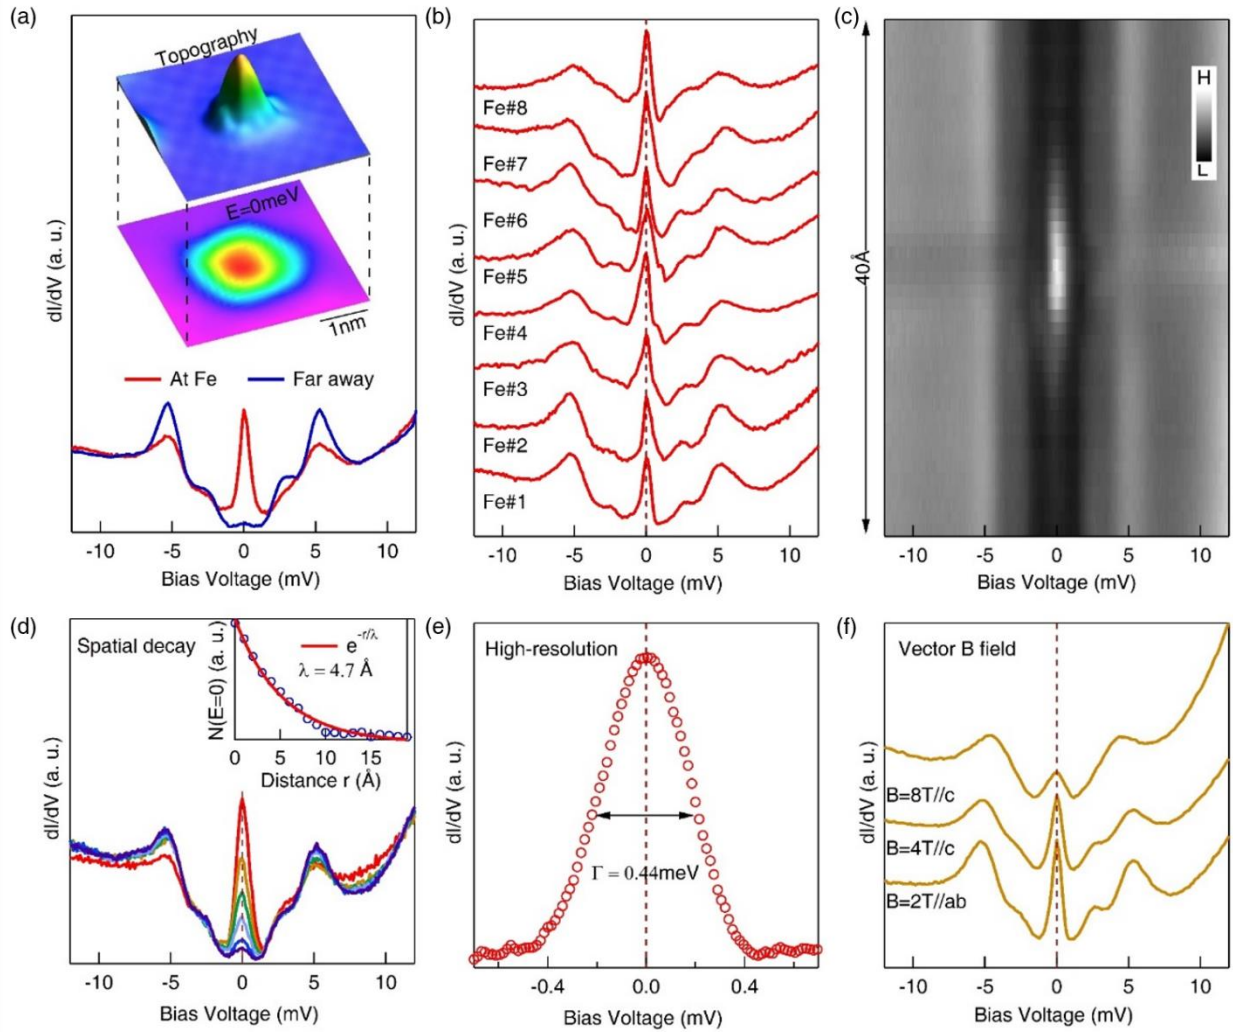 (a)
Topography
E=0meV
1nm
At Fe
Far away
dI/dV (a. u.)
-10 -5 0 5 10
Bias Voltage (mV)
(b)
Fe#8
Fe#7
Fe#6
Fe#5
Fe#4
Fe#3
Fe#2
Fe#1
dI/dV (a. u.)
-10 -5 0 5 10
Bias Voltage (mV)
(c)
H
L
40Å
-10 -5 0 5 10
Bias Voltage (mV)
(d)
Spatial decay
N(E=0) (a. u.)
e^-r/λ
λ = 4.7 Å
0 5 10 15
Distance r (Å)
dI/dV (a. u.)
-10 -5 0 5 10
Bias Voltage (mV)
(e)
High-resolution
Γ = 0.44meV
dI/dV (a. u.)
-0.4 0.0 0.4
Bias Voltage (mV)
(f)
Vector B field
B=8T//c
B=4T//c
B=2T//ab
dI/dV (a. u.)
-10 -5 0 5 10
Bias Voltage (mV)